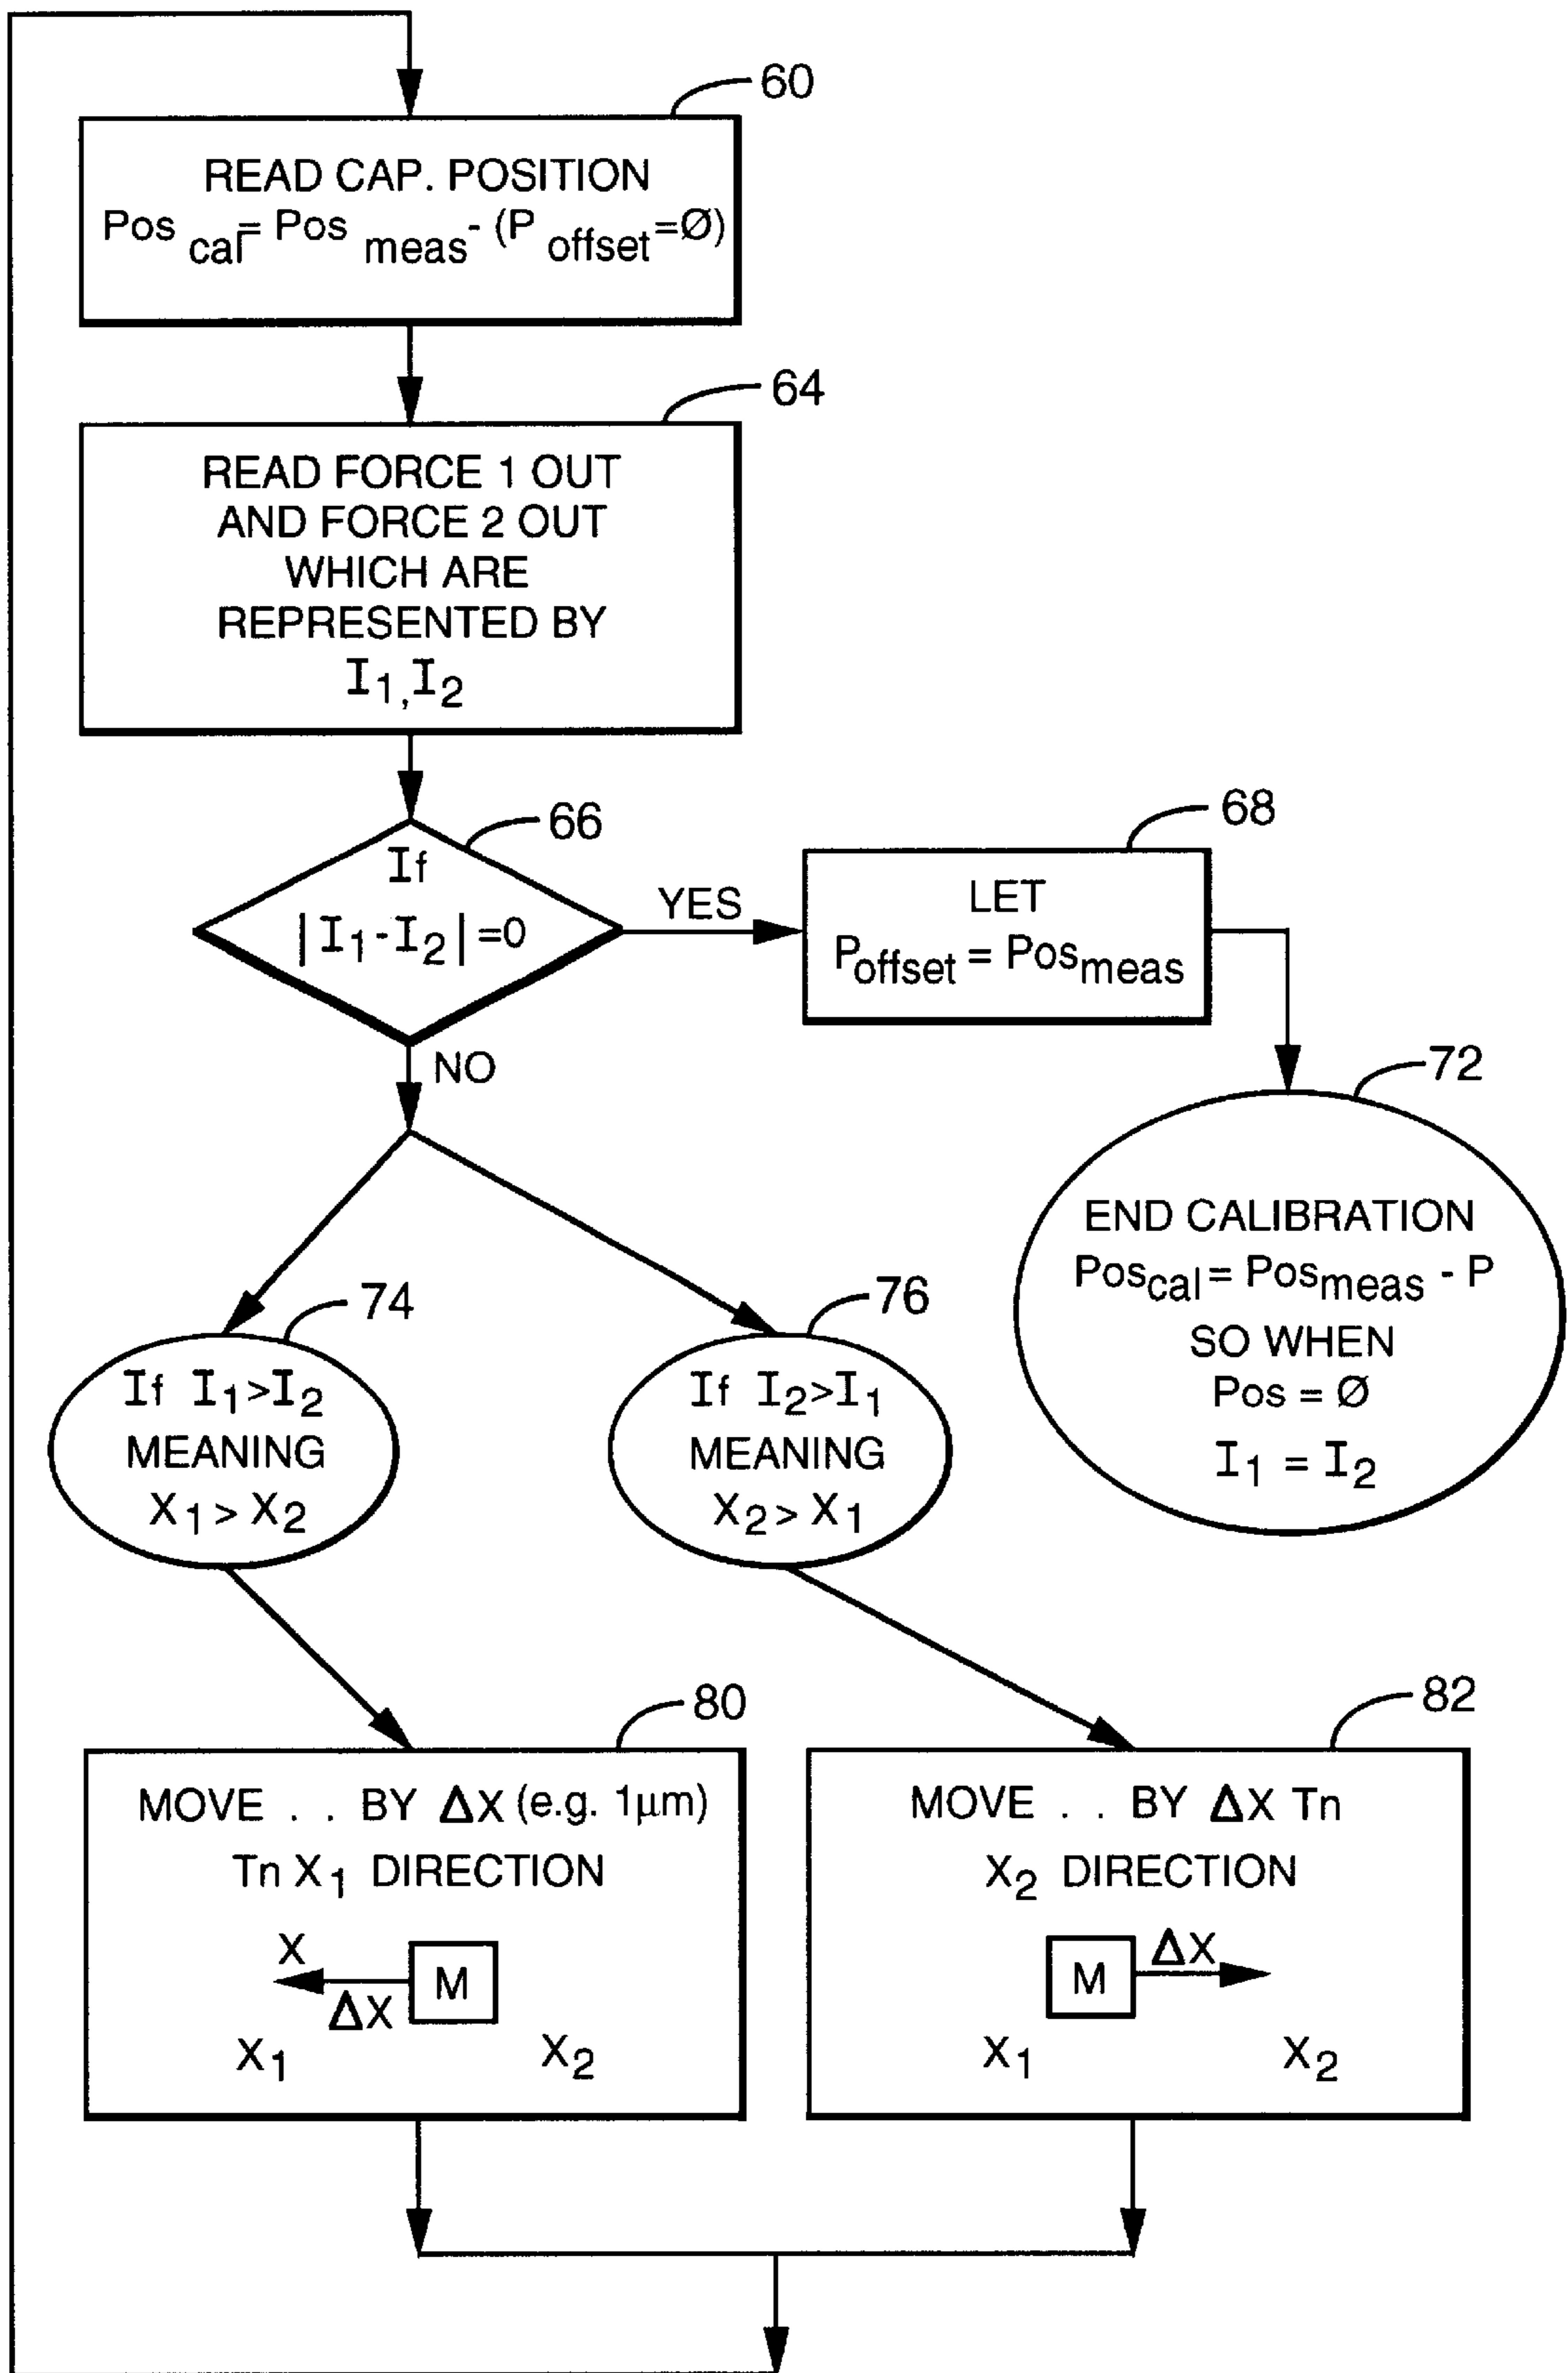 60
READ CAP. POSITION
Pos cal = Pos meas - (P offset = Ø)
64
READ FORCE 1 OUT
AND FORCE 2 OUT
WHICH ARE
REPRESENTED BY
I1, I2
66
If
|I1-I2|=0
YES
68
LET
Poffset = Posmeas
NO
72
END CALIBRATION
Poscal = Posmeas - P
SO WHEN
Pos = Ø
I1 = I2
74
If I1>I2
MEANING
X1 > X2
76
If I2>I1
MEANING
X2 > X1
80
MOVE . . BY ΔX (e.g. 1µm)
Tn X1 DIRECTION
X
M
ΔX
X1
X2
82
MOVE . . BY ΔX Tn
X2 DIRECTION
M
ΔX
X1
X2